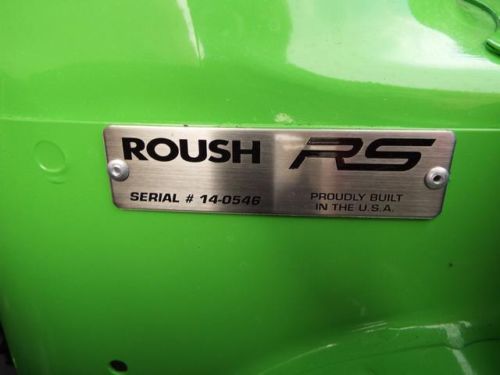 ROUSH RS
SERIAL # 14-0546
PROUDLY BUILT
IN THE U.S.A.